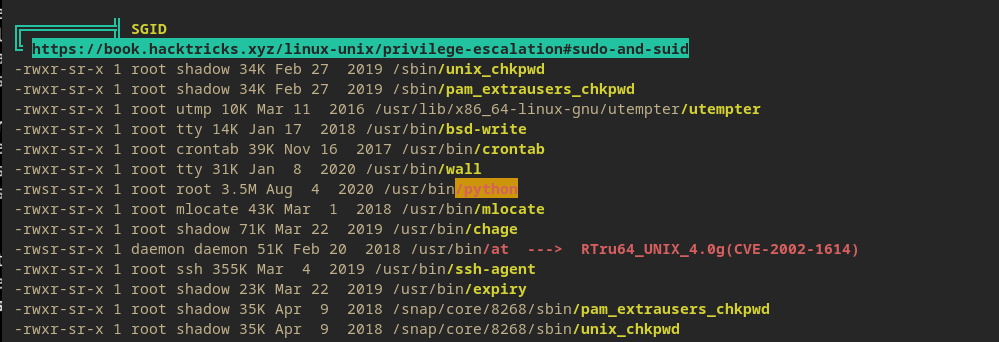 ╔══════════╣ SGID
╚ https://book.hacktricks.xyz/linux-unix/privilege-escalation#sudo-and-suid
-rwxr-sr-x 1 root shadow 34K Feb 27  2019 /sbin/unix_chkpwd
-rwxr-sr-x 1 root shadow 34K Feb 27  2019 /sbin/pam_extrausers_chkpwd
-rwxr-sr-x 1 root utmp 10K Mar 11  2016 /usr/lib/x86_64-linux-gnu/utempter/utempter
-rwxr-sr-x 1 root tty 14K Jan 17  2018 /usr/bin/bsd-write
-rwxr-sr-x 1 root crontab 39K Nov 16  2017 /usr/bin/crontab
-rwxr-sr-x 1 root tty 31K Jan  8  2020 /usr/bin/wall
-rwsr-sr-x 1 root root 3.5M Aug  4  2020 /usr/bin/python
-rwxr-sr-x 1 root mlocate 43K Mar  1  2018 /usr/bin/mlocate
-rwxr-sr-x 1 root shadow 71K Mar 22  2019 /usr/bin/chage
-rwsr-sr-x 1 daemon daemon 51K Feb 20  2018 /usr/bin/at  --->  RTru64_UNIX_4.0g(CVE-2002-1614)
-rwxr-sr-x 1 root ssh 355K Mar  4  2019 /usr/bin/ssh-agent
-rwxr-sr-x 1 root shadow 23K Mar 22  2019 /usr/bin/expiry
-rwxr-sr-x 1 root shadow 35K Apr  9  2018 /snap/core/8268/sbin/pam_extrausers_chkpwd
-rwxr-sr-x 1 root shadow 35K Apr  9  2018 /snap/core/8268/sbin/unix_chkpwd